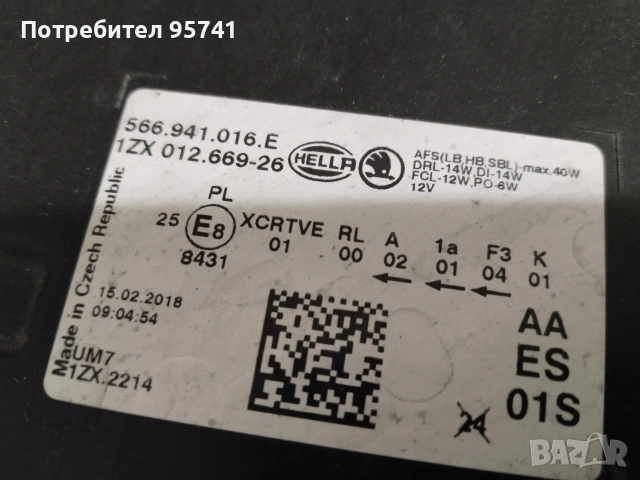 Потребител 95741
566.941.016.E
1ZX 012.669-26 HELLA
AFS(LB,HB,SBL)-max.40W
DRL-14W,DI-14W
FCL-12W,PO-6W
12V
PL
25 E8 XCRTVE RL A 1a F3 K
8431 01 00 02 01 04 01
15.02.2018
09:04:54
Made in Czech Republic
UM7
1ZX.2214
AA
ES
01S
24
BAZAR